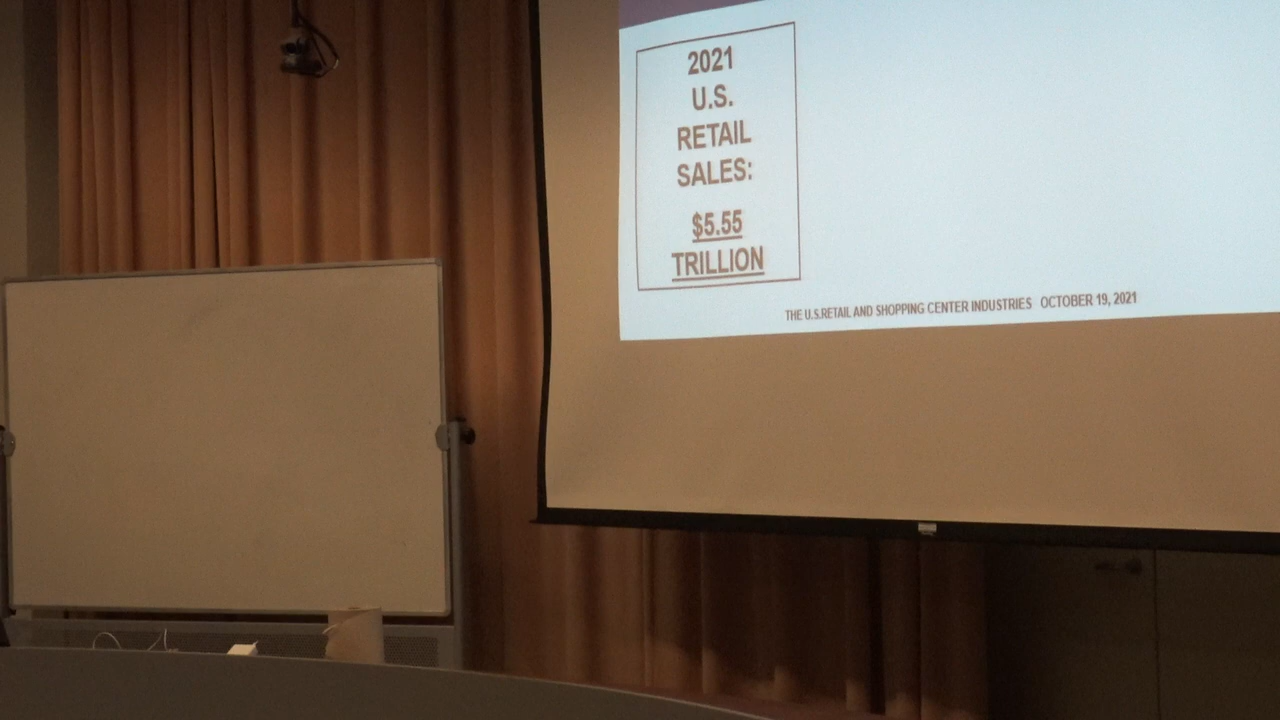 2021
U.S.
RETAIL
SALES:
$5.55
TRILLION
THE U.S.RETAIL AND SHOPPING CENTER INDUSTRIES OCTOBER 19, 2021